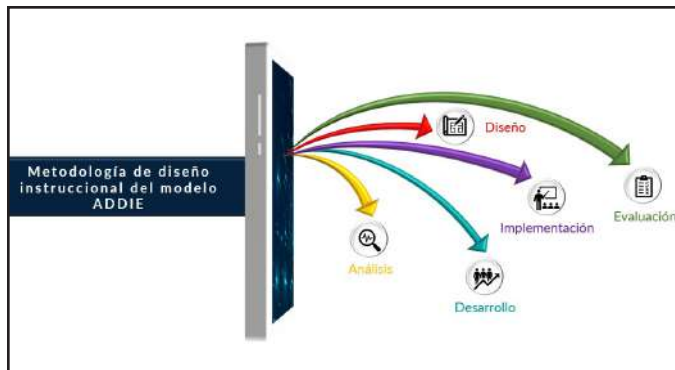 Metodología de diseño
instruccional del modelo
ADDIE
Diseño
Implementación
Evaluación
Análisis
Desarrollo